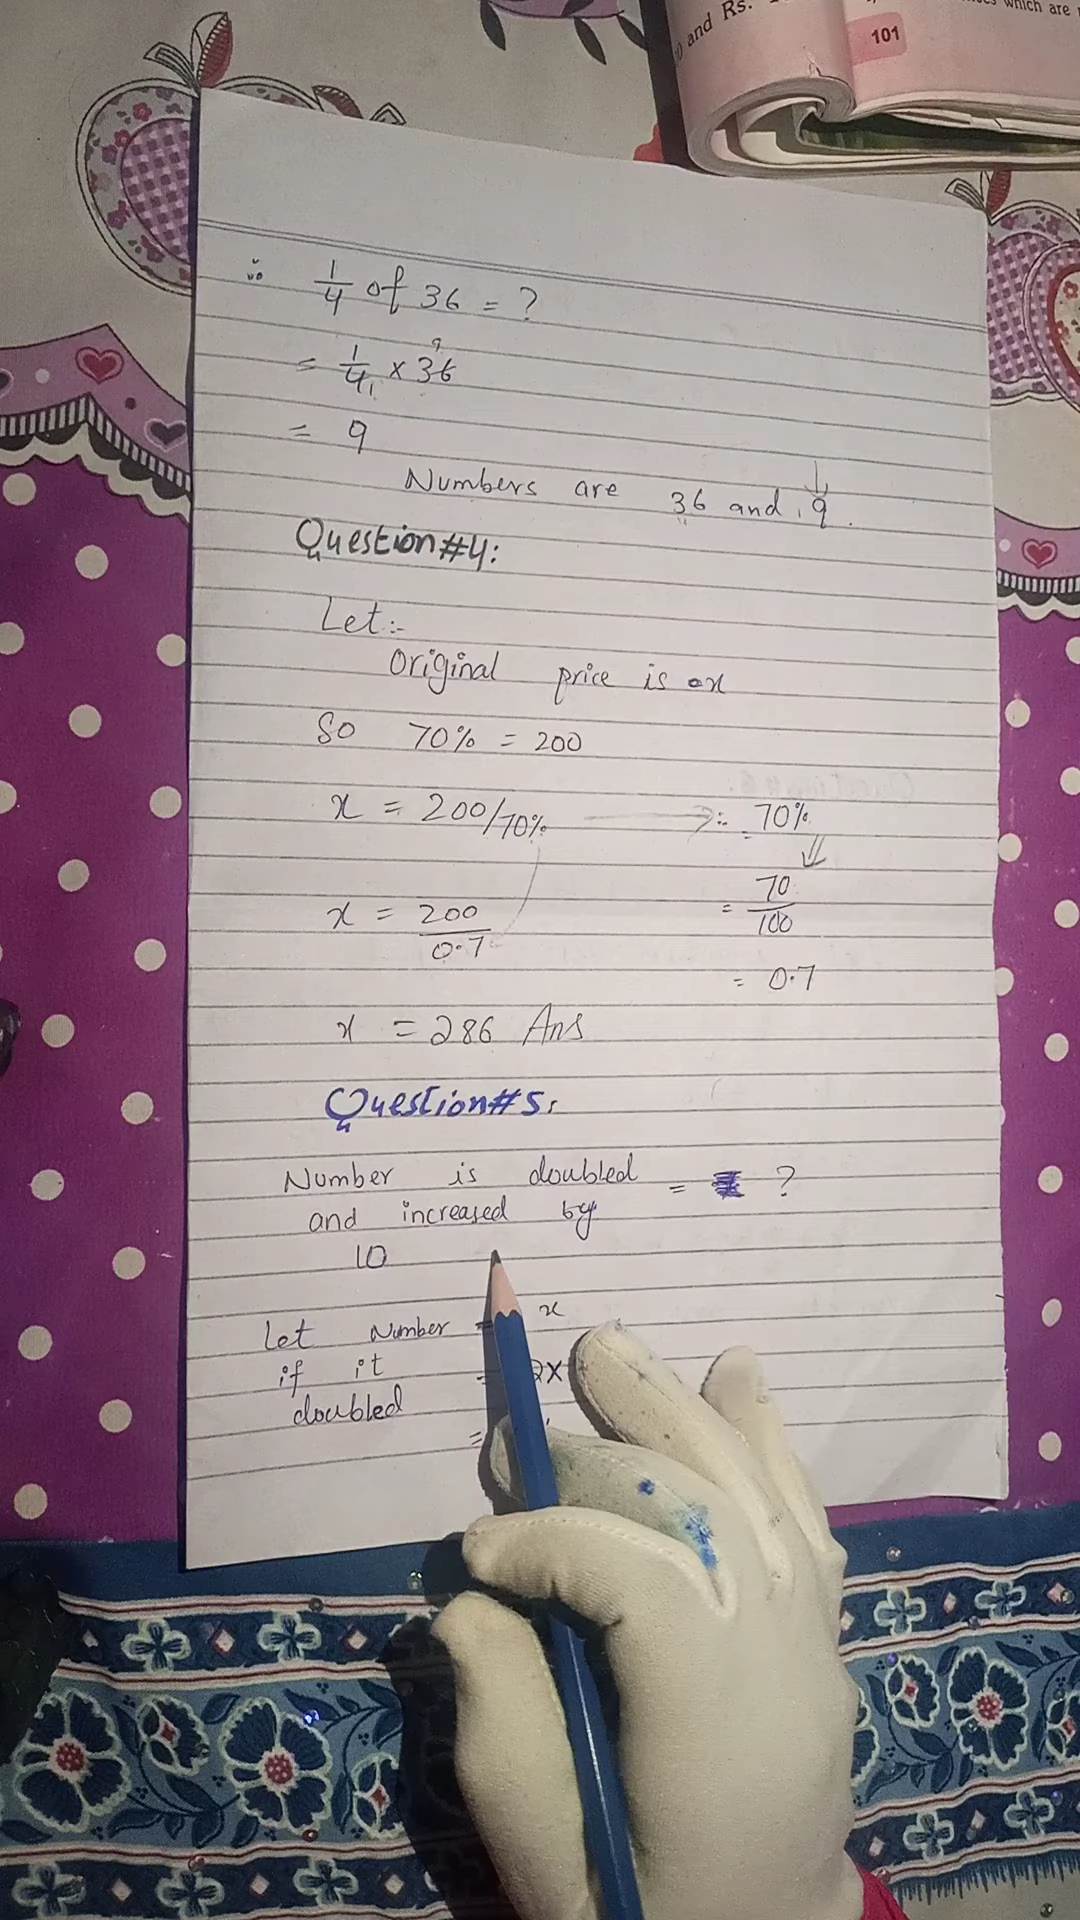 and Rs.
which are
101
∴ 1/4 of 36 = ?
= 1/4 1 × 36 9
= 9
Numbers are 36 and 9.
Question#4:
Let:-
Original price is x
So 70% = 200
x = 200/70% ∴ 70%
= 70/100
x = 200/0.7
= 0.7
x = 286 Ans
Question#5:
Number is doubled = ?
and increased by
10
Let Number = x
if it = 2x
doubled
=